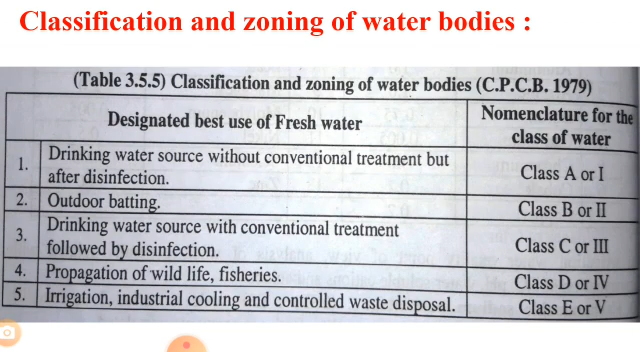 Classification and zoning of water bodies :
(Table 3.5.5) Classification and zoning of water bodies (C.P.C.B. 1979)
Designated best use of Fresh water
Nomenclature for the
class of water
1. Drinking water source without conventional treatment but
after disinfection.
Class A or I
2. Outdoor batting.
Class B or II
3. Drinking water source with conventional treatment
followed by disinfection.
Class C or III
4. Propagation of wild life, fisheries.
Class D or IV
5. Irrigation, industrial cooling and controlled waste disposal.
Class E or V